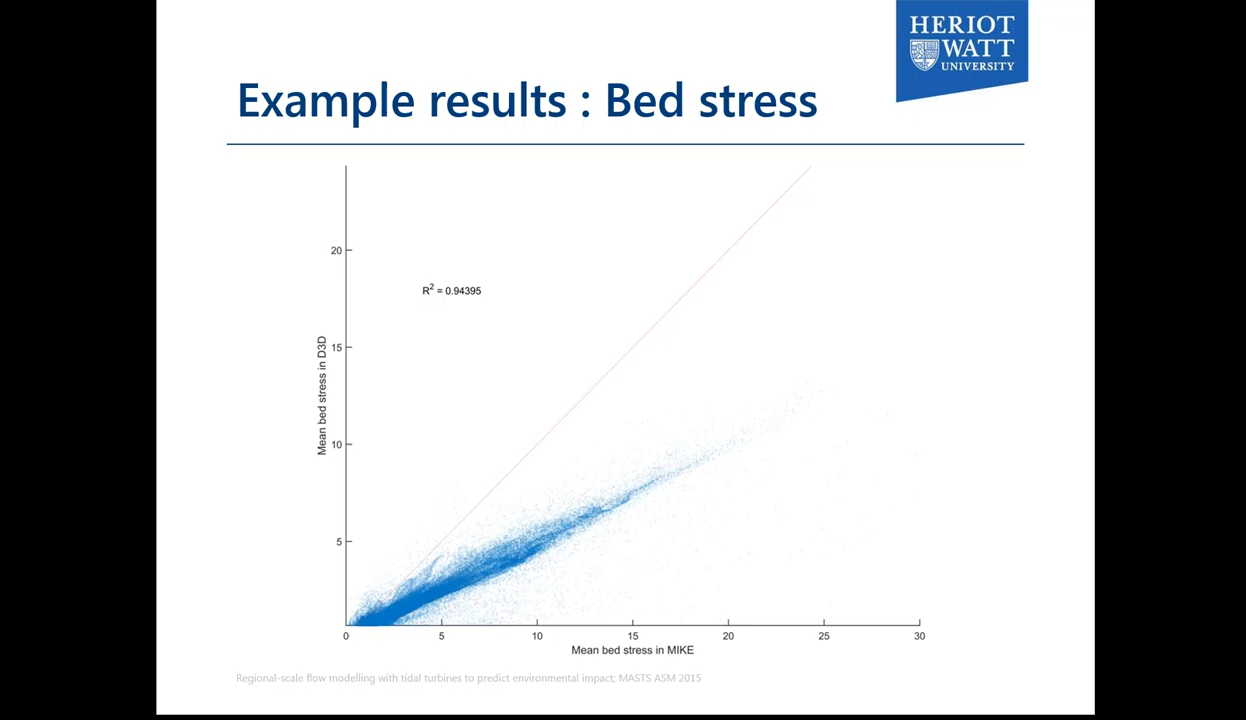 HERIOT
WATT
UNIVERSITY
Example results : Bed stress
20
15
10
5
R2 = 0.94395
Mean bed stress in D3D
0 5 10 15 20 25 30
Mean bed stress in MIKE
Regional-scale flow modelling with tidal turbines to predict environmental impact; MASTS ASM 2015